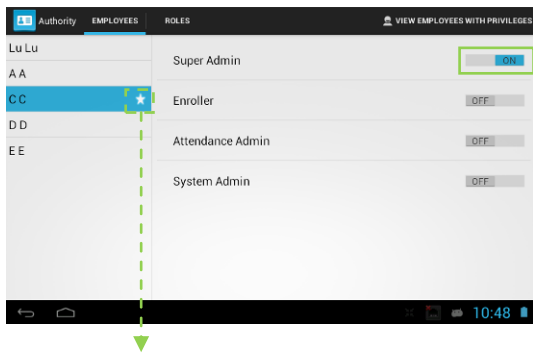 Authority EMPLOYEES ROLES VIEW EMPLOYEES WITH PRIVILEGES
Lu Lu
A A
C C
D D
E E
Super Admin ON
Enroller OFF
Attendance Admin OFF
System Admin OFF
10:48